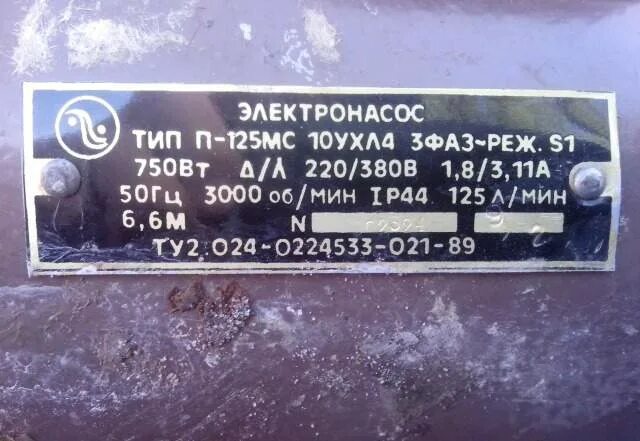 ЭЛЕКТРОНАСОС
ТИП П-125МС 10УХЛ4 3ФАЗ~РЕЖ. S1
750Вт Δ/⅄ 220/380В 1,8/3,11А
50Гц 3000 об/мин IP44 125 л/мин
6,6М N
ТУ2.024-0224533-021-89